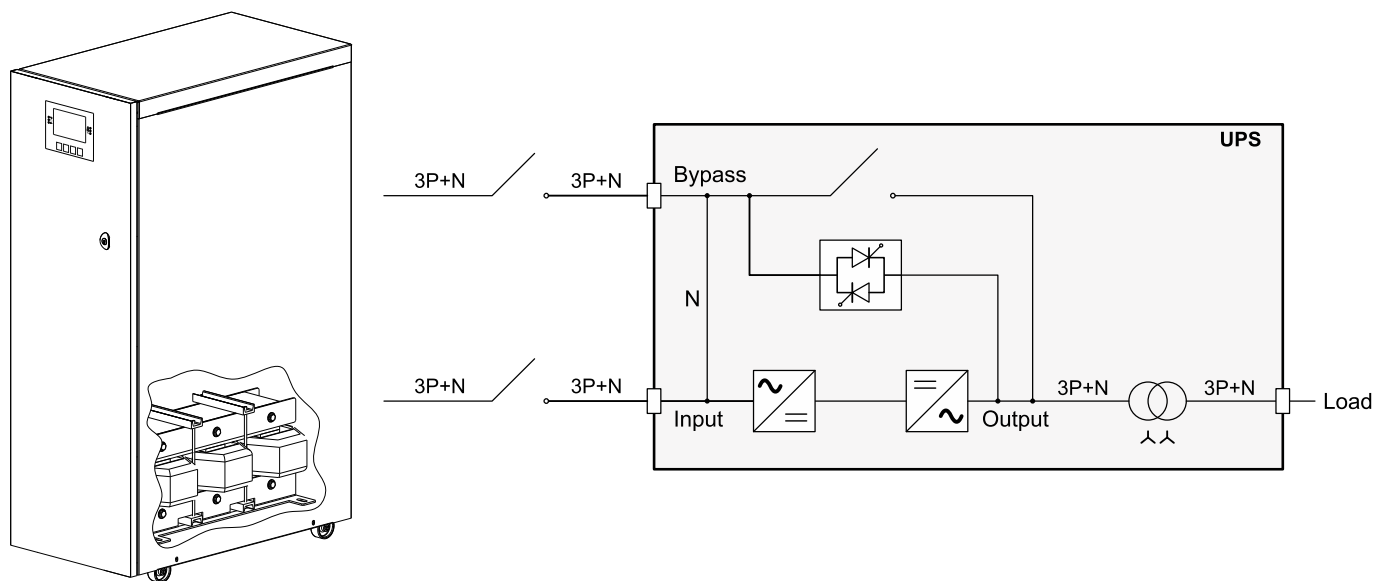 UPS
3P+N
3P+N
Bypass
N
3P+N
3P+N
Input
Output
3P+N
3P+N
Load